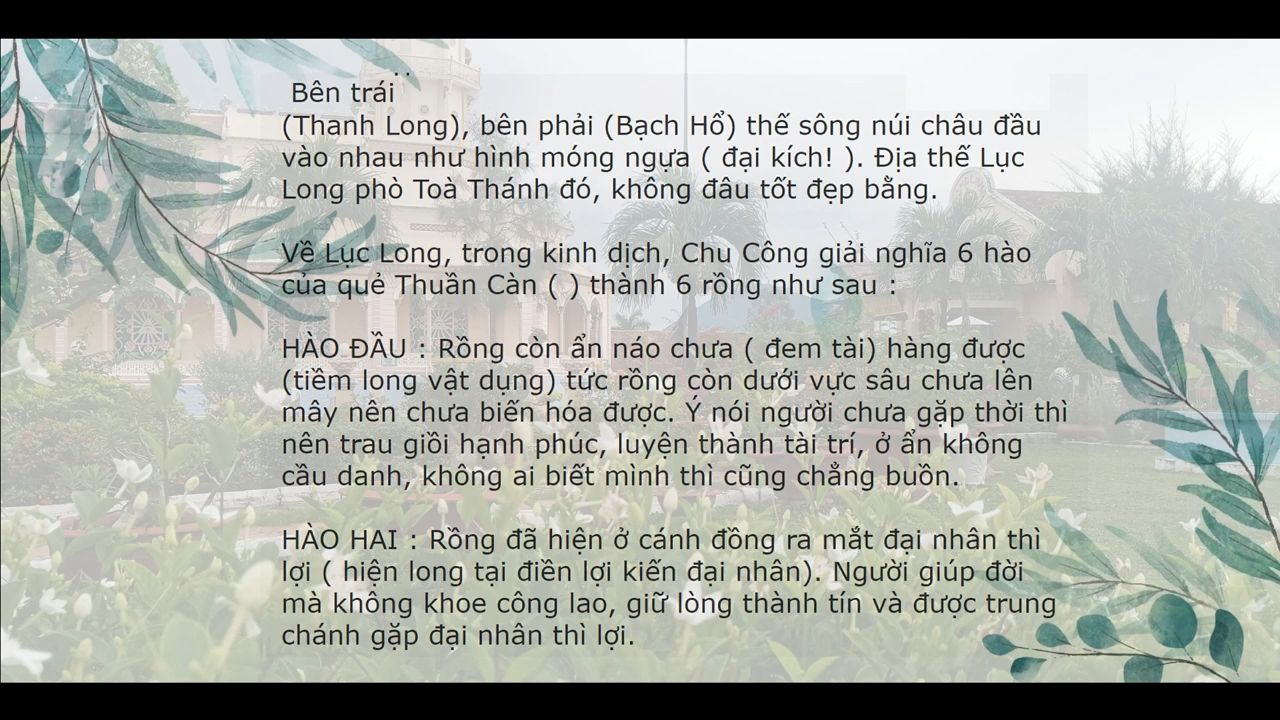 Bên trái
(Thanh Long), bên phải (Bạch Hổ) thế sông núi châu đầu
vào nhau như hình móng ngựa ( đại kích! ). Địa thế Lục
Long phò Toà Thánh đó, không đâu tốt đẹp bằng.
Về Lục Long, trong kinh dịch, Chu Công giải nghĩa 6 hào
của quẻ Thuần Càn ( ) thành 6 rồng như sau :
HÀO ĐẦU : Rồng còn ẩn náo chưa ( đem tài) hàng được
(tiềm long vật dụng) tức rồng còn dưới vực sâu chưa lên
mây nên chưa biến hóa được. Ý nói người chưa gặp thời thì
nên trau giồi hạnh phúc, luyện thành tài trí, ở ẩn không
cầu danh, không ai biết mình thì cũng chẳng buồn.
HÀO HAI : Rồng đã hiện ở cánh đồng ra mắt đại nhân thì
lợi ( hiện long tại điền lợi kiến đại nhân). Người giúp đời
mà không khoe công lao, giữ lòng thành tín và được trung
chánh gặp đại nhân thì lợi.